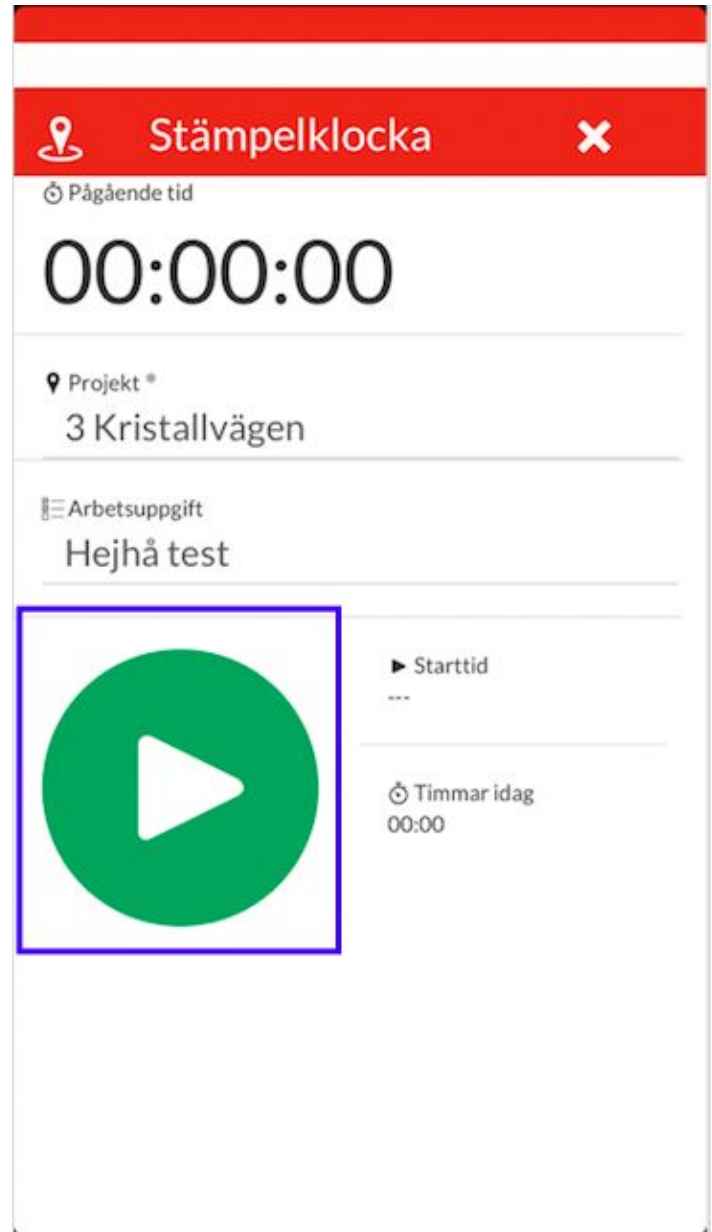 Stämpelklocka
Pågående tid
00:00:00
Projekt *
3 Kristallvägen
Arbetsuppgift
Hejhå test
Starttid
---
Timmar idag
00:00